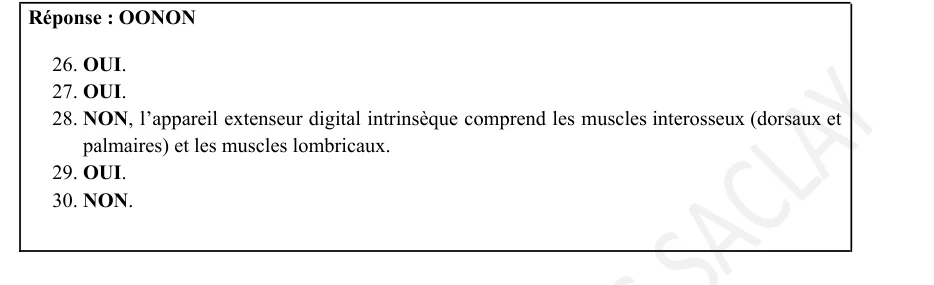 Réponse : OONON
26. OUI.
27. OUI.
28. NON, l'appareil extenseur digital intrinsèque comprend les muscles interosseux (dorsaux et
palmaires) et les muscles lombricaux.
29. OUI.
30. NON.
SACLAY